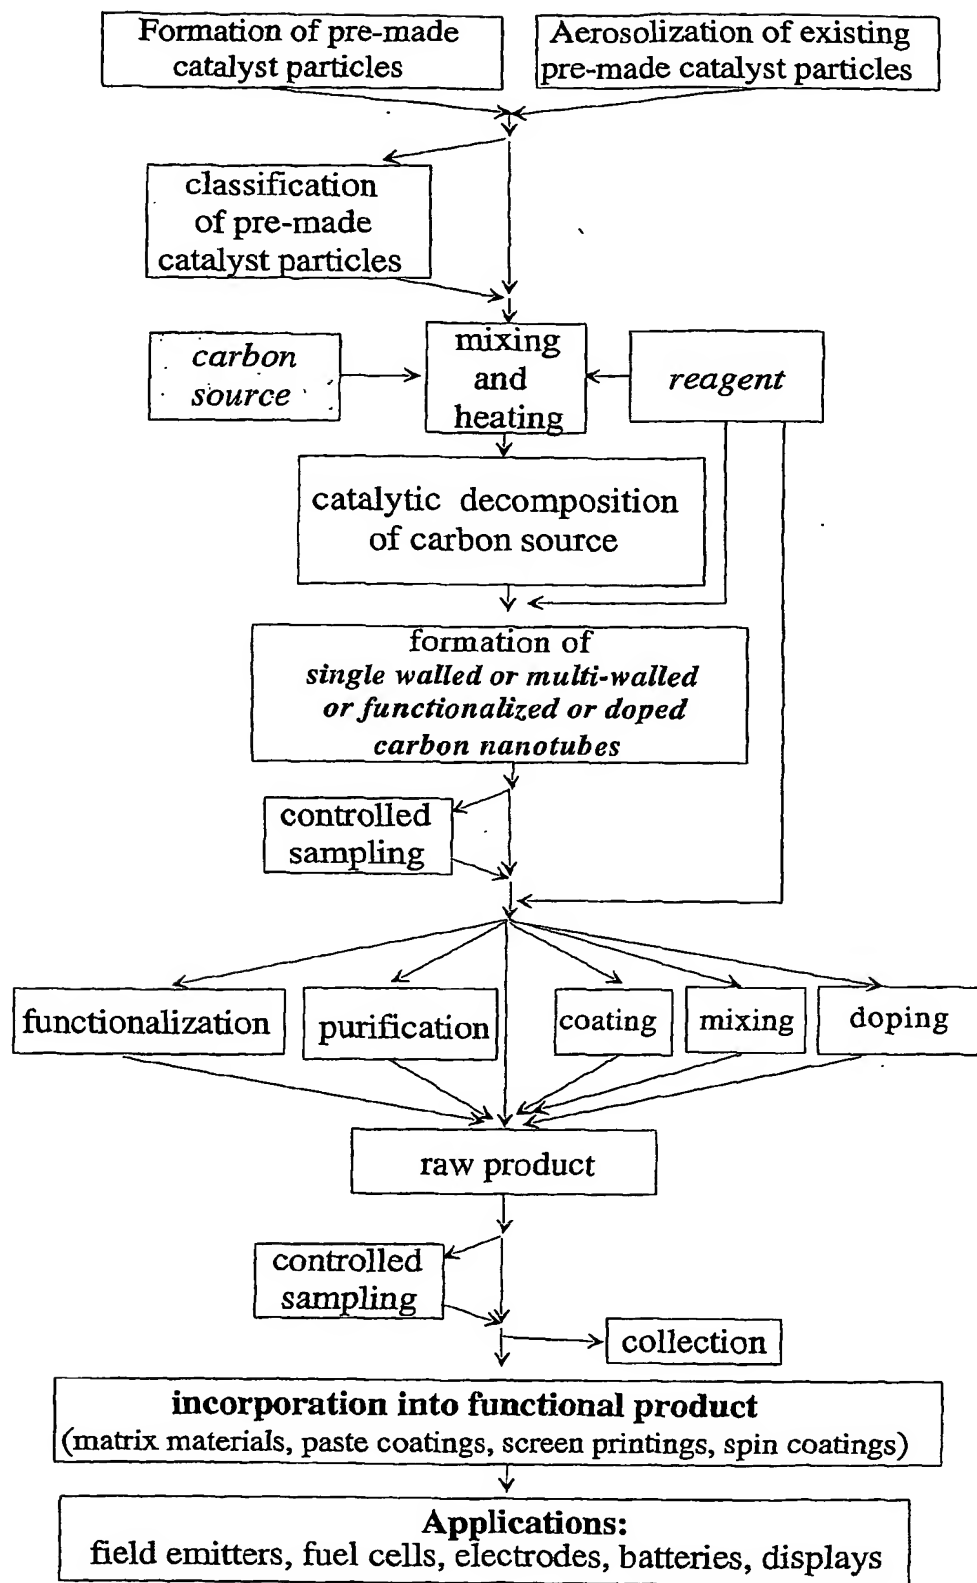 Formation of pre-made
catalyst particles
Aerosolization of existing
pre-made catalyst particles
classification
of pre-made
catalyst particles
carbon
source
mixing
and
heating
reagent
catalytic decomposition
of carbon source
formation of
single walled or multi-walled
or functionalized or doped
carbon nanotubes
controlled
sampling
functionalization
purification
coating
mixing
doping
raw product
controlled
sampling
collection
incorporation into functional product
(matrix materials, paste coatings, screen printings, spin coatings)
Applications:
field emitters, fuel cells, electrodes, batteries, displays